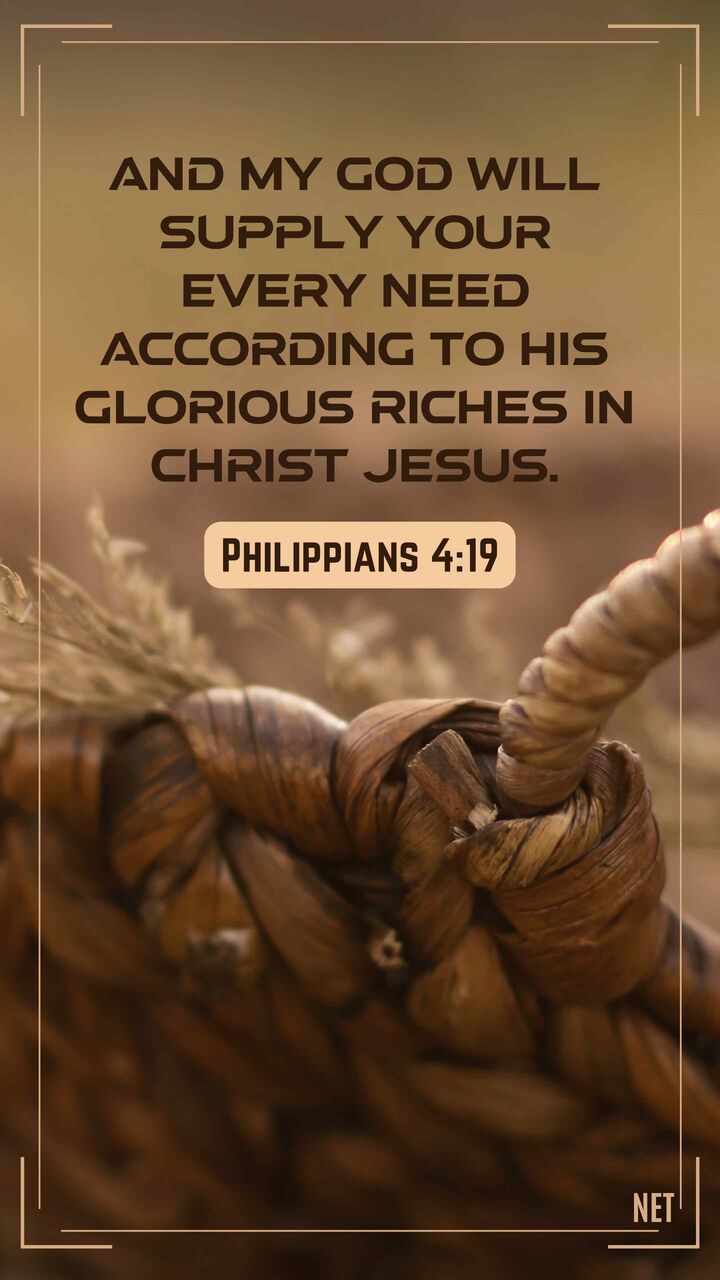 AND MY GOD WILL
SUPPLY YOUR
EVERY NEED
ACCORDING TO HIS
GLORIOUS RICHES IN
CHRIST JESUS.
PHILIPPIANS 4:19
NET